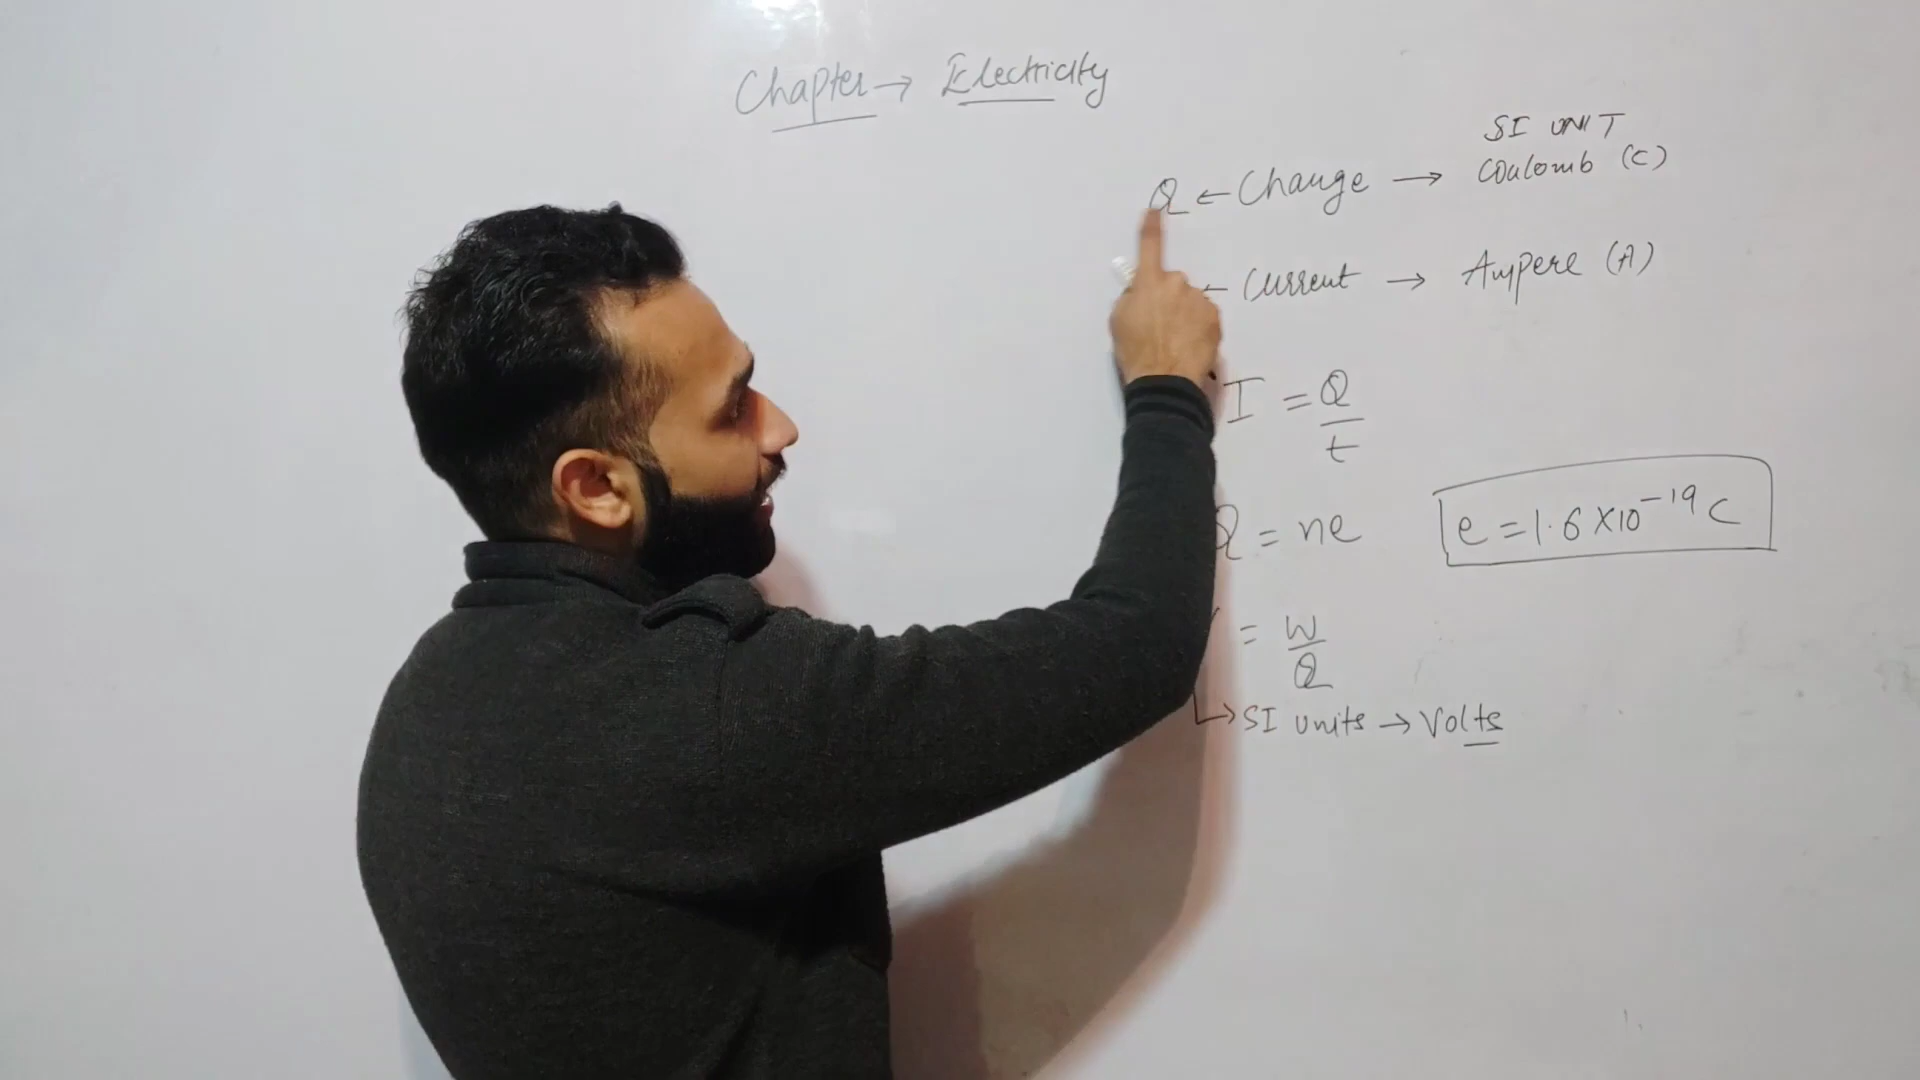 Chapter → Electricity
SI UNIT
Q ← Charge → Coulomb (C)
← Current → Ampere (A)
I = Q/t
Q = ne
e = 1.6 × 10⁻¹⁹ C
= W/Q
↳ SI units → Volts